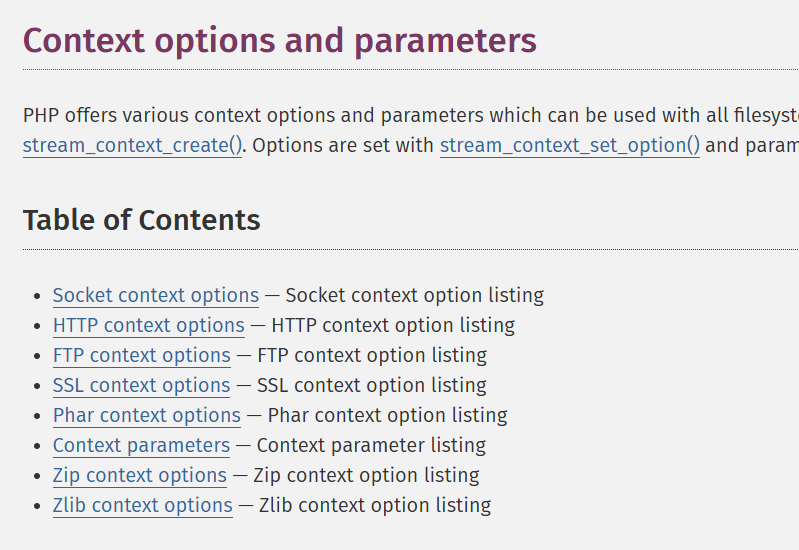 Context options and parameters
PHP offers various context options and parameters which can be used with all
stream_context_create(). Options are set with stream_context_set_option() and
Table of Contents
• Socket context options — Socket context option listing
• HTTP context options — HTTP context option listing
• FTP context options — FTP context option listing
• SSL context options — SSL context option listing
• Phar context options — Phar context option listing
• Context parameters — Context parameter listing
• Zip context options — Zip context option listing
• Zlib context options — Zlib context option listing